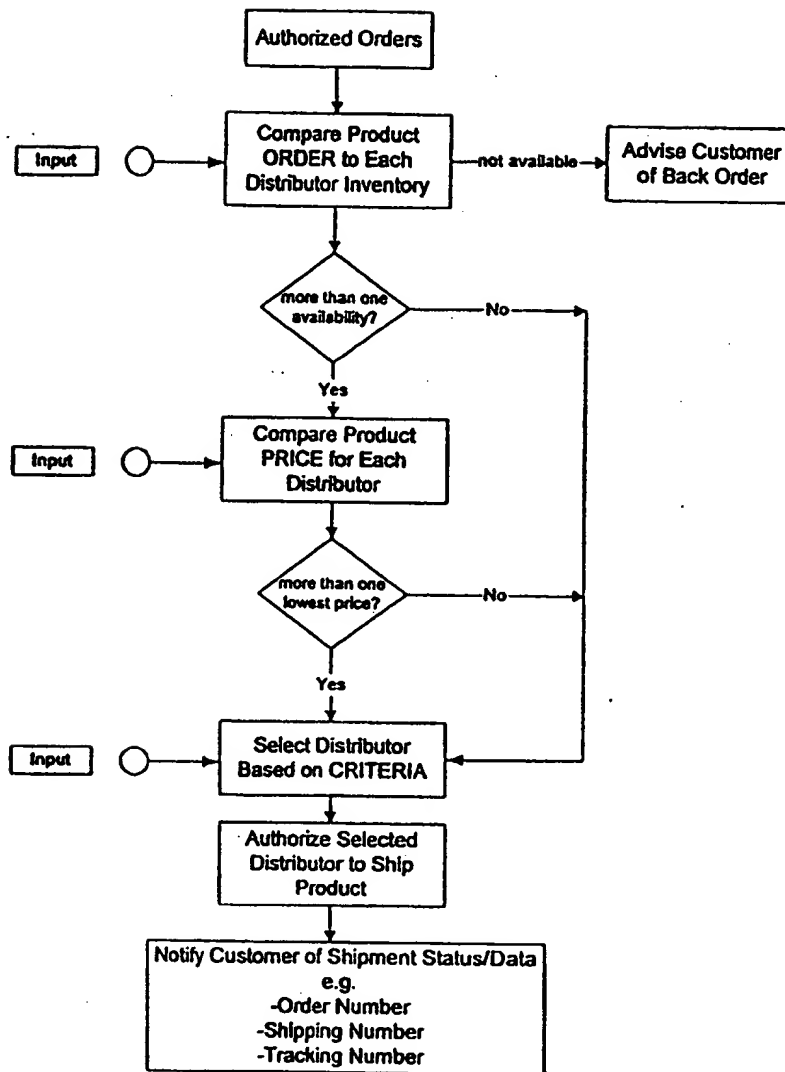 Authorized Orders
Input
Compare Product
ORDER to Each
Distributor Inventory
not available
Advise Customer
of Back Order
more than one
availability?
No
Yes
Input
Compare Product
PRICE for Each
Distributor
more than one
lowest price?
No
Yes
Input
Select Distributor
Based on CRITERIA
Authorize Selected
Distributor to Ship
Product
Notify Customer of Shipment Status/Data
e.g.
-Order Number
-Shipping Number
-Tracking Number